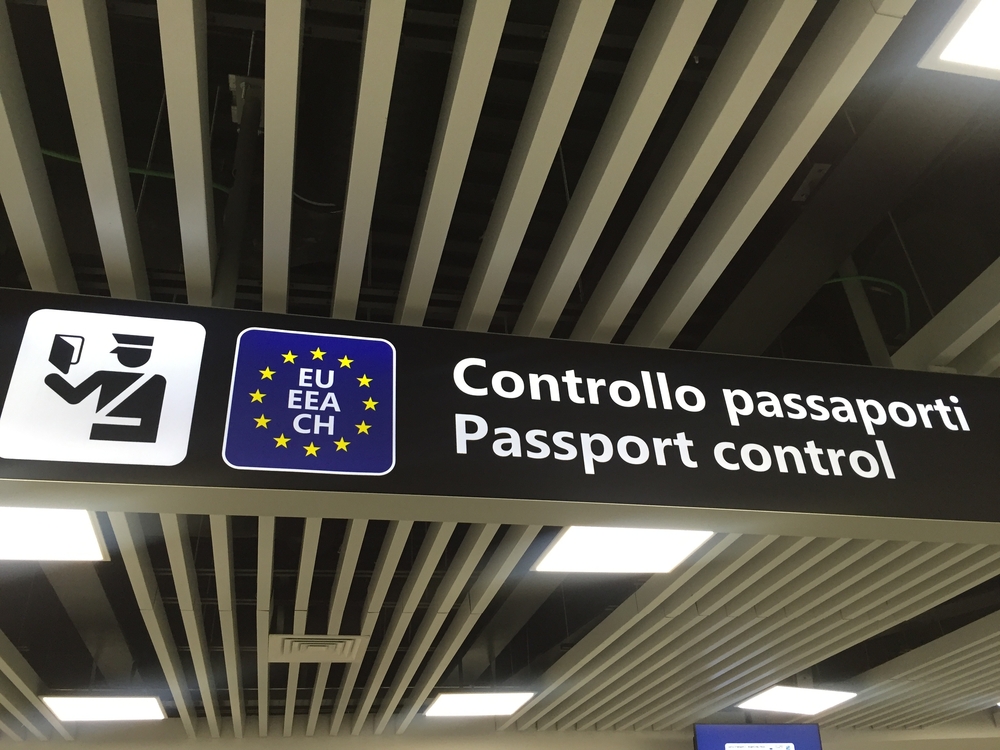 EU
EEA
CH
Controllo passaporti
Passport control